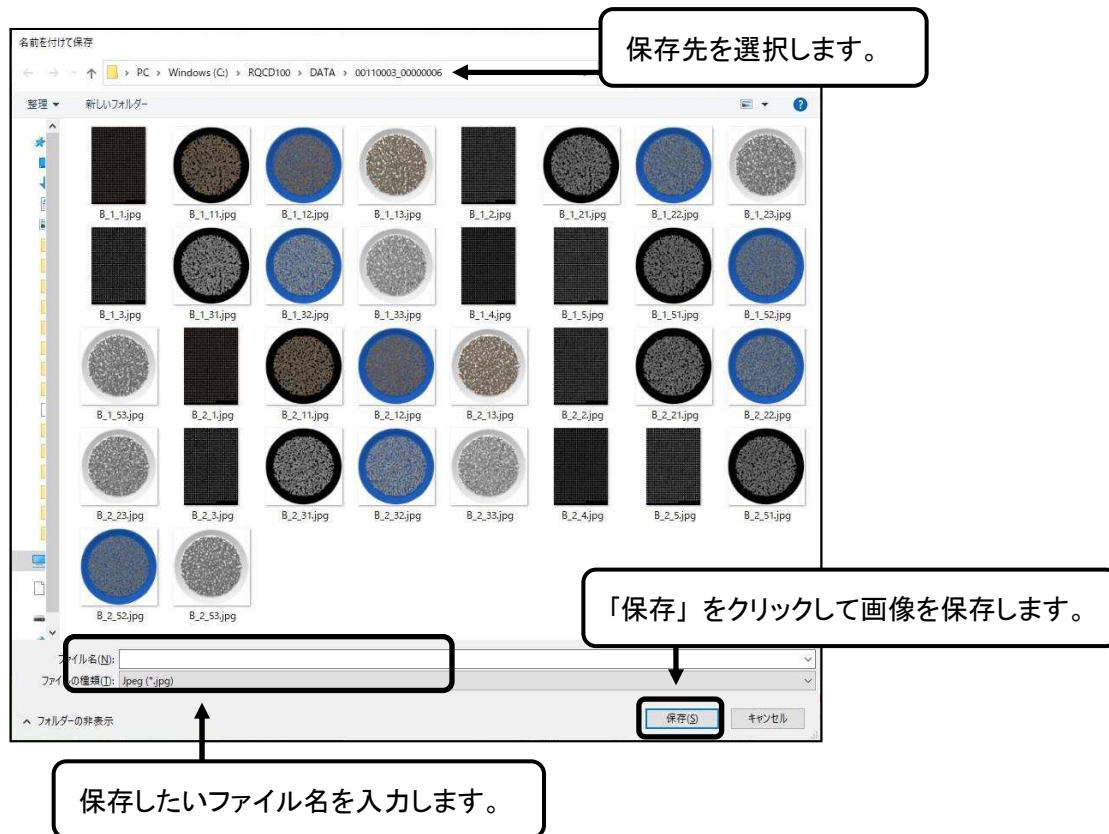 保存先を選択します。
名前を付けて保存
PC › Windows (C:) › RQCD100 › DATA › 00110003_00000006
整理 新しいフォルダー
B_1_1.jpg B_1_11.jpg B_1_12.jpg B_1_13.jpg B_1_2.jpg B_1_21.jpg B_1_22.jpg B_1_23.jpg
B_1_3.jpg B_1_31.jpg B_1_32.jpg B_1_33.jpg B_1_4.jpg B_1_5.jpg B_1_51.jpg B_1_52.jpg
B_1_53.jpg B_2_1.jpg B_2_11.jpg B_2_12.jpg B_2_13.jpg B_2_2.jpg B_2_21.jpg B_2_22.jpg
B_2_23.jpg B_2_3.jpg B_2_31.jpg B_2_32.jpg B_2_33.jpg B_2_4.jpg B_2_5.jpg B_2_51.jpg
B_2_52.jpg B_2_53.jpg
「保存」をクリックして画像を保存します。
ファイル名(N):
ファイルの種類(T): Jpeg (*.jpg)
フォルダーの非表示 保存(S) キャンセル
保存したいファイル名を入力します。